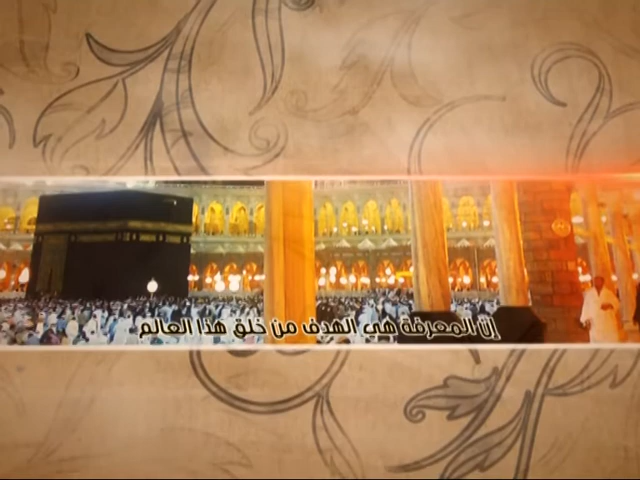 إن المعرفة هي الهدف من خلق هذا العالم